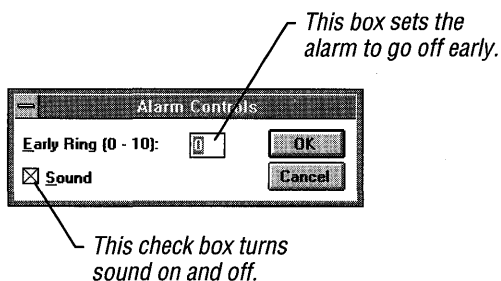 This box sets the
alarm to go off early.
Alarm Controls
Early Ring (0 - 10):
0
OK
Sound
Cancel
This check box turns
sound on and off.